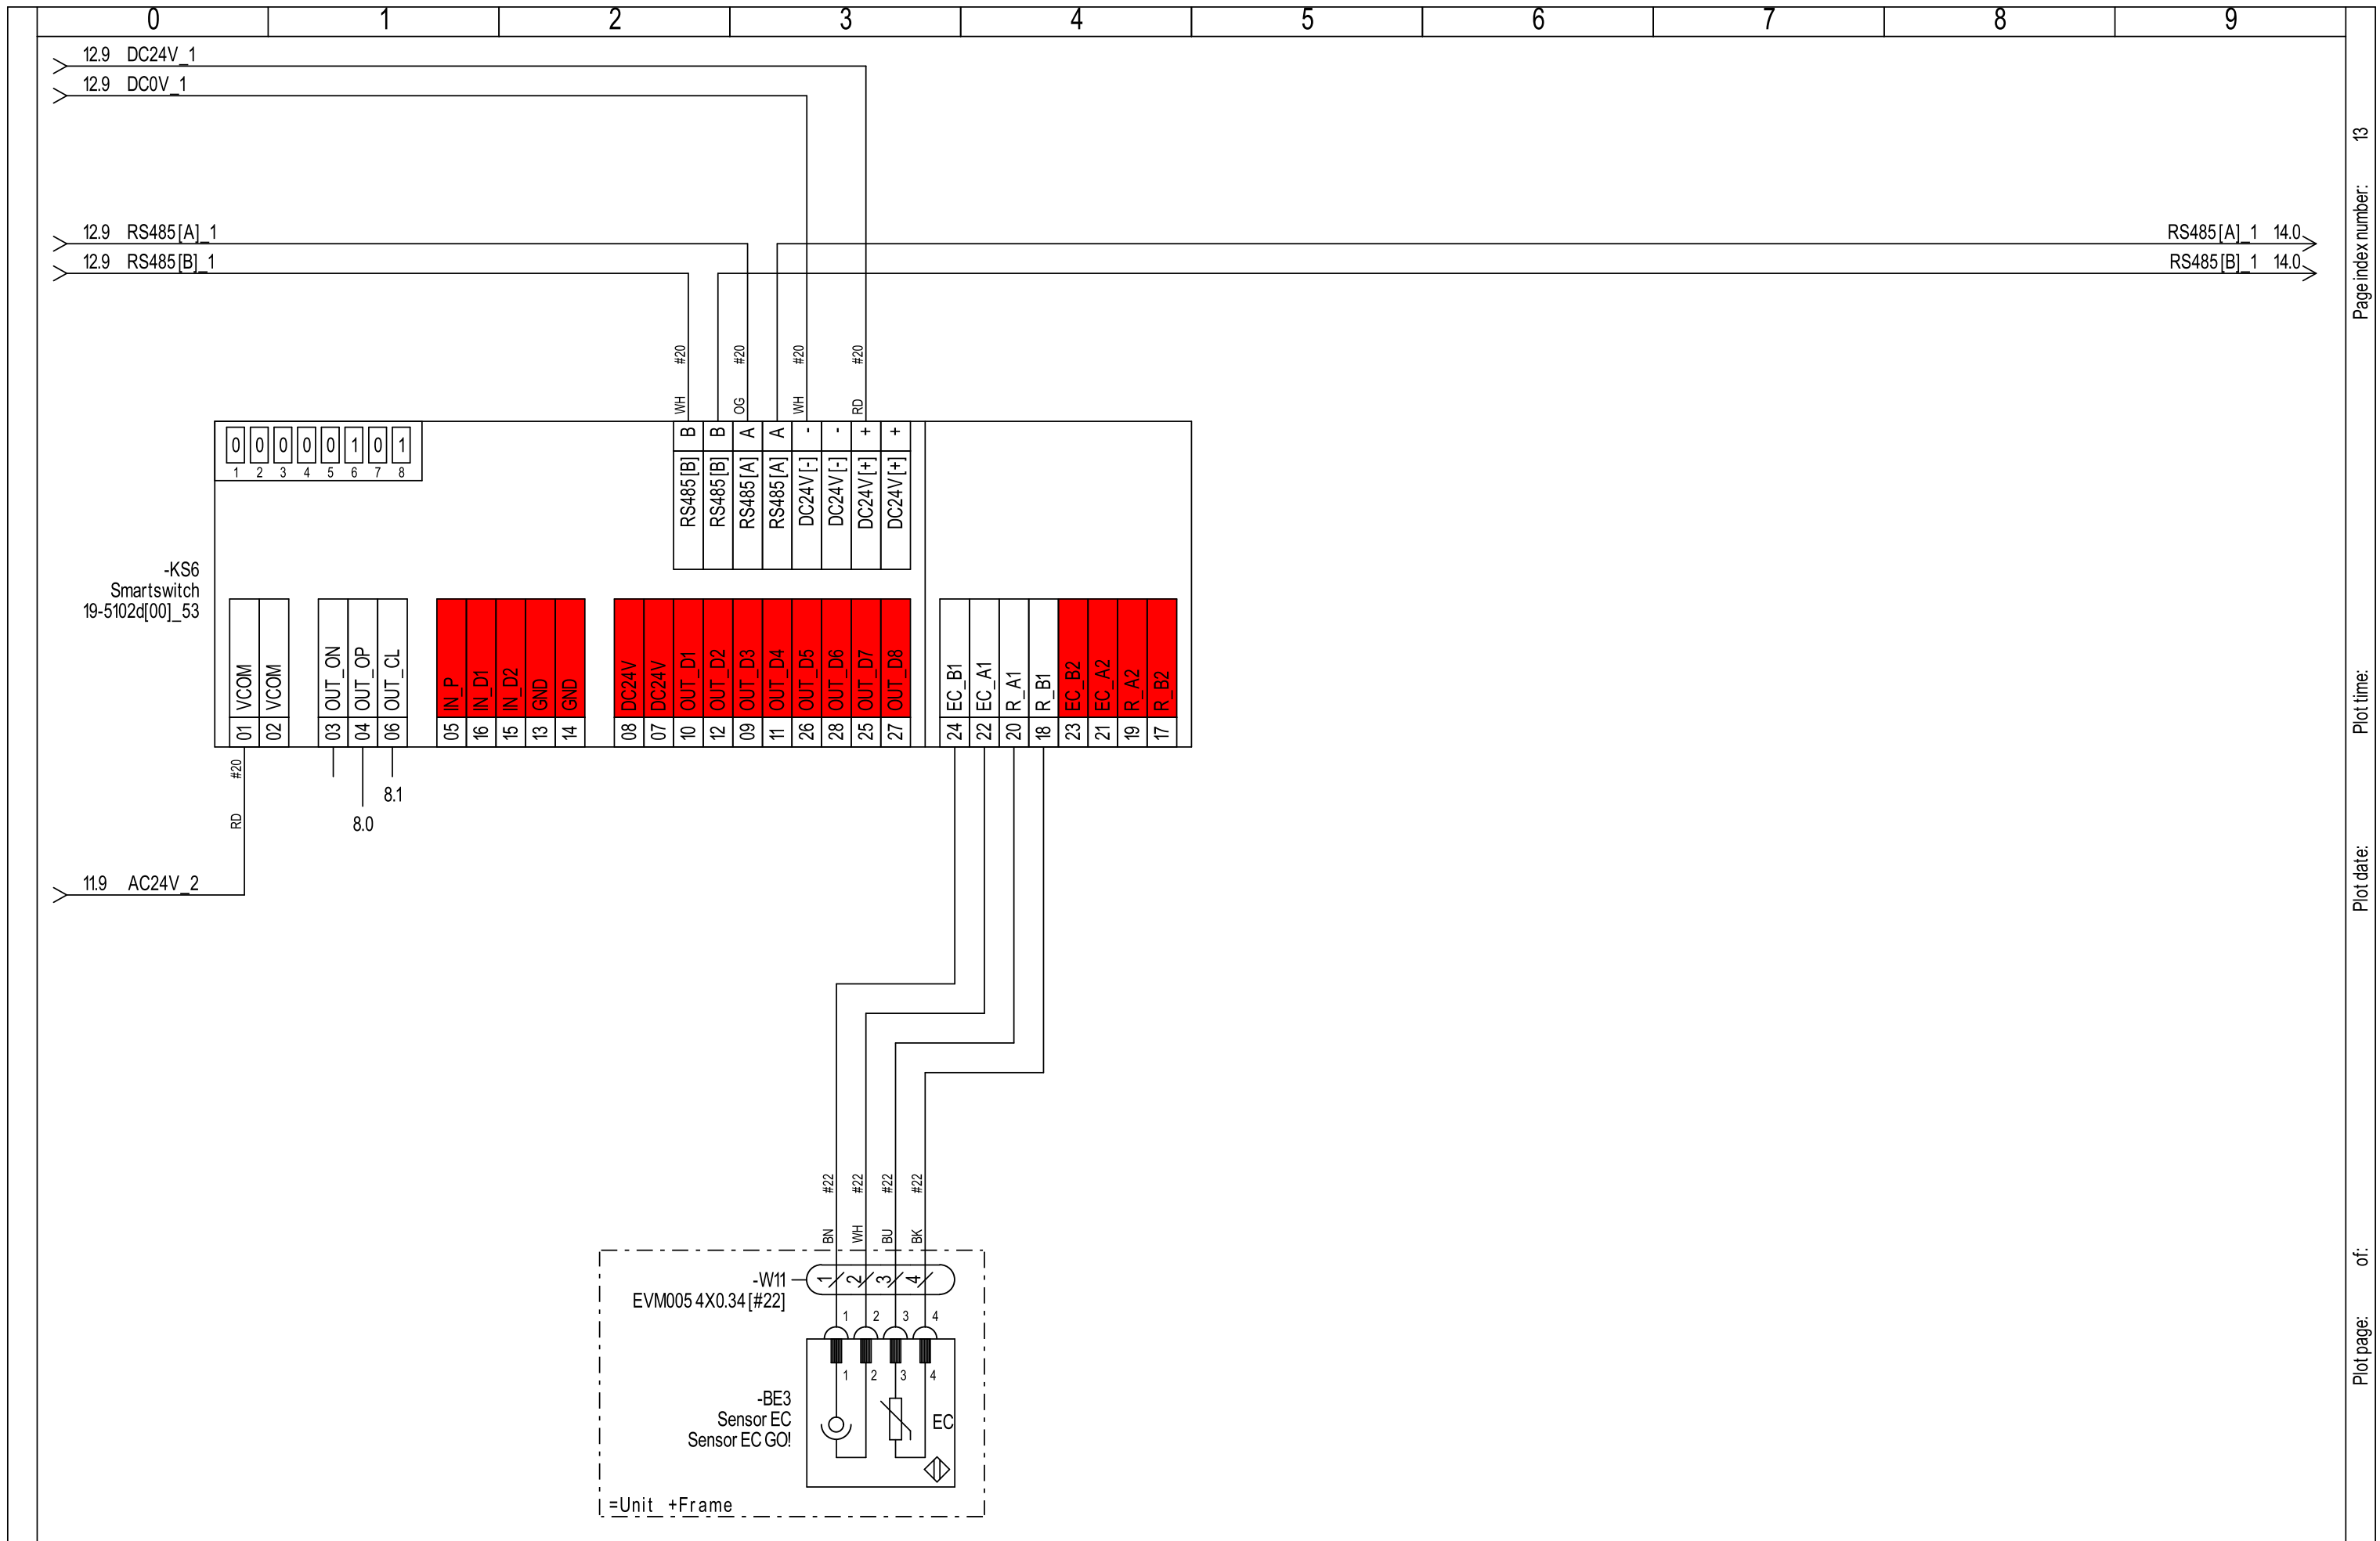 0 1 2 3 4 5 6 7 8 9
12.9 DC24V_1
12.9 DC0V_1
12.9 RS485[A]_1
RS485[A]_1 14.0
12.9 RS485[B]_1
RS485[B]_1 14.0
#20 #20 #20 #20
WH OG WH RD
B B A A - - + +
RS485[B] RS485[B] RS485[A] RS485[A] DC24V[-] DC24V[-] DC24V[+] DC24V[+]
0 0 0 0 0 1 0 1
1 2 3 4 5 6 7 8
-KS6
Smartswitch
19-5102d[00]_53
VCOM VCOM OUT_ON OUT_OP OUT_CL IN_P IN_D1 IN_D2 GND GND DC24V DC24V OUT_D1 OUT_D2 OUT_D3 OUT_D4 OUT_D5 OUT_D6 OUT_D7 OUT_D8 EC_B1 EC_A1 R_A1 R_B1 EC_B2 EC_A2 R_A2 R_B2
01 02 03 04 06 05 16 15 13 14 08 07 10 12 09 11 26 28 25 27 24 22 20 18 23 21 19 17
#20
RD
8.1
8.0
11.9 AC24V_2
#22 #22 #22 #22
BN WH BU BK
-W11
1 2 3 4
EVM005 4X0.34 [#22]
1 2 3 4
1 2 3 4
-BE3
Sensor EC
Sensor EC GO!
EC
=Unit +Frame
Page index number: 13
Plot time:
Plot date:
Plot page: of: